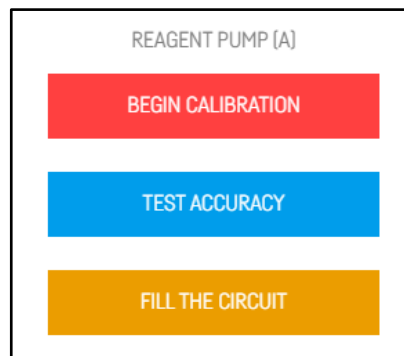 REAGENT PUMP (A)
BEGIN CALIBRATION
TEST ACCURACY
FILL THE CIRCUIT